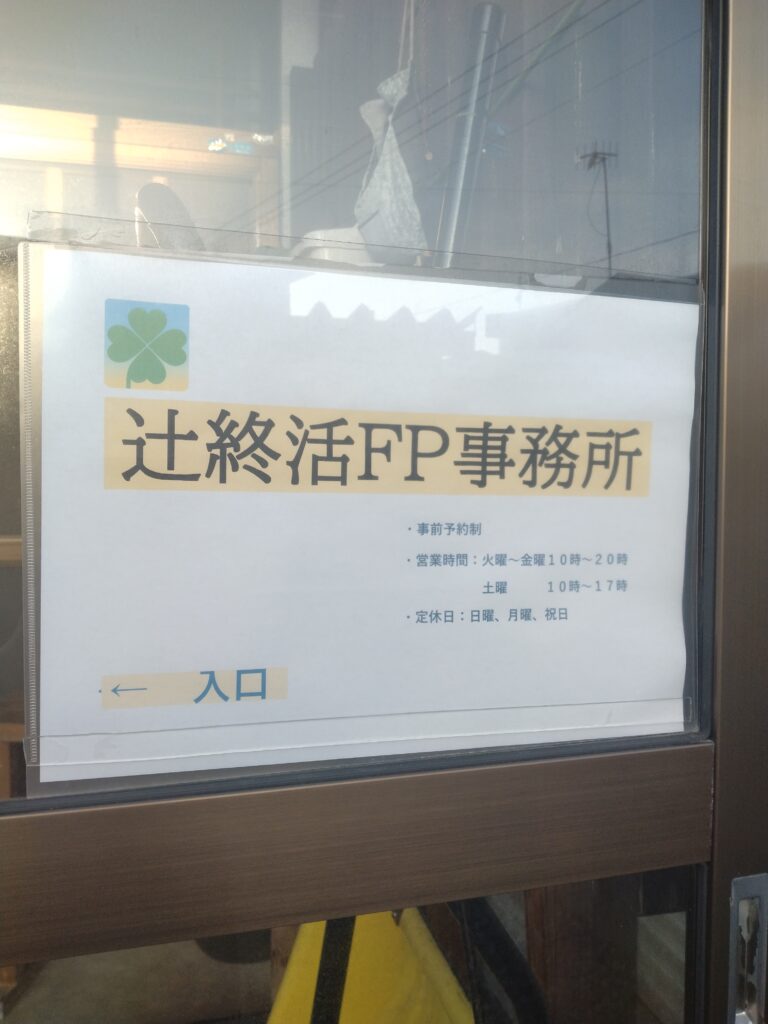 辻終活FP事務所
・事前予約制
・営業時間：火曜～金曜１０時～２０時
土曜　　　１０時～１７時
・定休日：日曜、月曜、祝日
←　入口